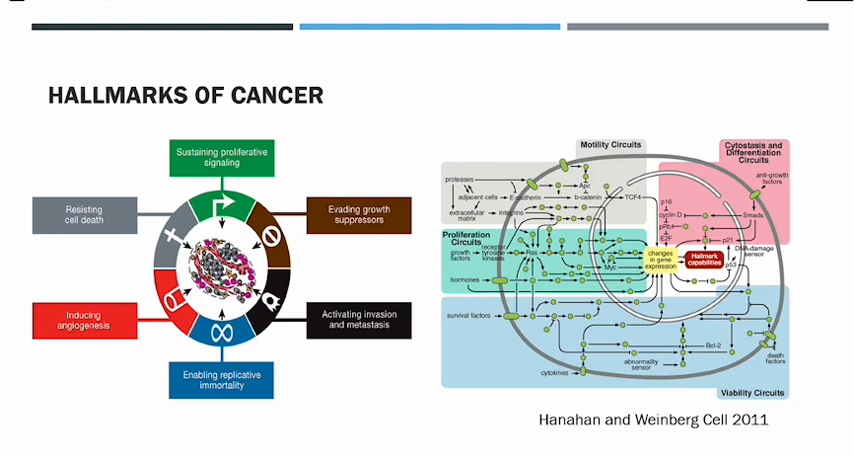 HALLMARKS OF CANCER
Sustaining proliferative
signaling
Resisting
cell death
Evading growth
suppressors
Inducing
angiogenesis
Activating invasion
and metastasis
Enabling replicative
immortality
Motility Circuits
Cytostasis and
Differentiation
Circuits
proteases
adjacent cells
E-cadherin
Apc
b-catenin
TCF4
extracellular
matrix
integrins
anti-growth
factors
p16
cyclin D
Smads
pRb
E2F
p21
DNA-damage
sensor
p53
Proliferation
Circuits
growth
factors
receptor
tyrosine
kinases
Ras
Myc
changes
in gene
expression
Hallmark
capabilities
hormones
survival factors
Bcl-2
abnormality
sensor
cytokines
death
factors
Viability Circuits
Hanahan and Weinberg Cell 2011